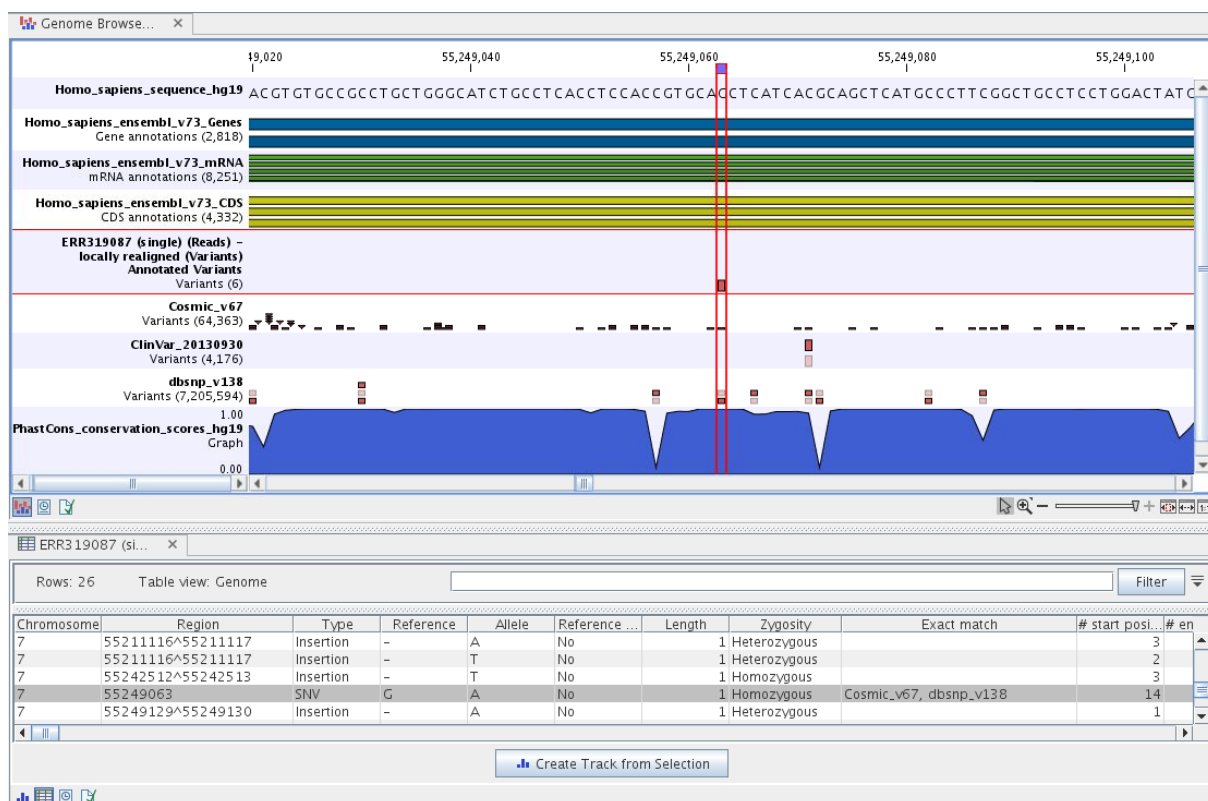 Genome Browse... ×
49,020 55,249,040 55,249,060 55,249,080 55,249,100
Homo_sapiens_sequence_hg19 ACGTGTGCCGCCTGCTGGGCATCTGCCTCACCTCCACCGTGCAGCTCATCACGCAGCTCATGCCCTTCGGCTGCCTCCTGGACTATC
Homo_sapiens_ensembl_v73_Genes
Gene annotations (2,818)
Homo_sapiens_ensembl_v73_mRNA
mRNA annotations (8,251)
Homo_sapiens_ensembl_v73_CDS
CDS annotations (4,332)
ERR319087 (single) (Reads) –
locally realigned (Variants)
Annotated Variants
Variants (6)
Cosmic_v67
Variants (64,363)
ClinVar_20130930
Variants (4,176)
dbsnp_v138
Variants (7,205,594)
1.00
PhastCons_conservation_scores_hg19
Graph
0.00
ERR319087 (si... ×
Rows: 26 Table view: Genome Filter
Chromosome Region Type Reference Allele Reference ... Length Zygosity Exact match # start posi... # en
7 55211116^55211117 Insertion – A No 1 Heterozygous 3
7 55211116^55211117 Insertion – T No 1 Heterozygous 2
7 55242512^55242513 Insertion – T No 1 Homozygous 3
7 55249063 SNV G A No 1 Homozygous Cosmic_v67, dbsnp_v138 14
7 55249129^55249130 Insertion – A No 1 Heterozygous 1
Create Track from Selection